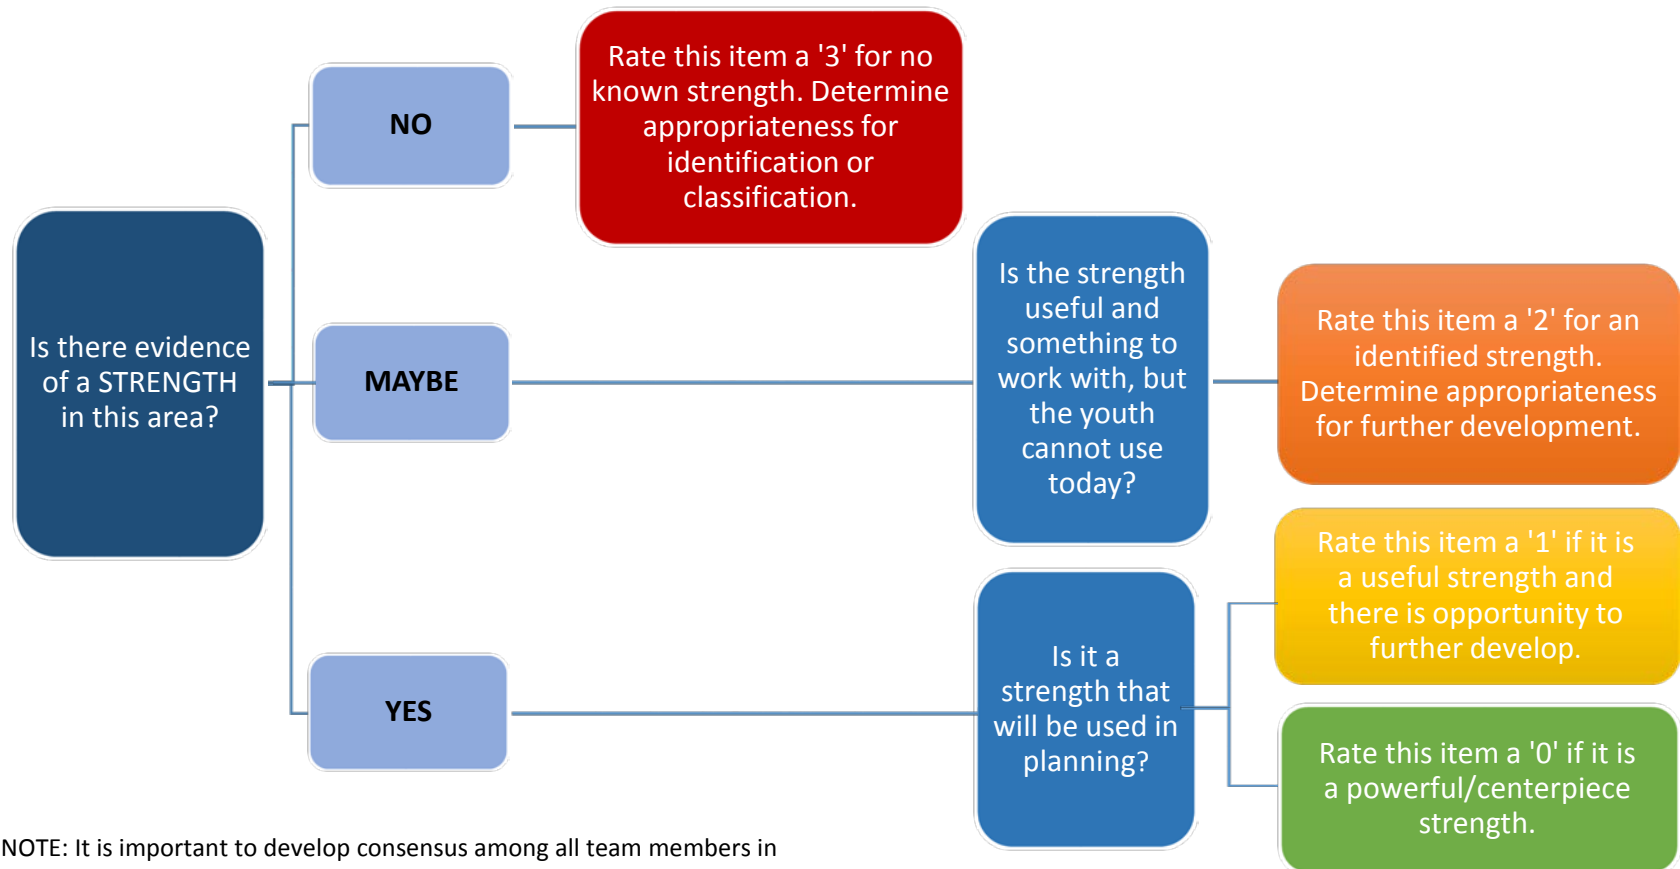 Is there evidence
of a STRENGTH
in this area?
NO
Rate this item a '3' for no
known strength. Determine
appropriateness for
identification or
classification.
MAYBE
Is the strength
useful and
something to
work with, but
the youth
cannot use
today?
Rate this item a '2' for an
identified strength.
Determine appropriateness
for further development.
YES
Is it a
strength that
will be used in
planning?
Rate this item a '1' if it is
a useful strength and
there is opportunity to
further develop.
Rate this item a '0' if it is
a powerful/centerpiece
strength.
NOTE: It is important to develop consensus among all team members in